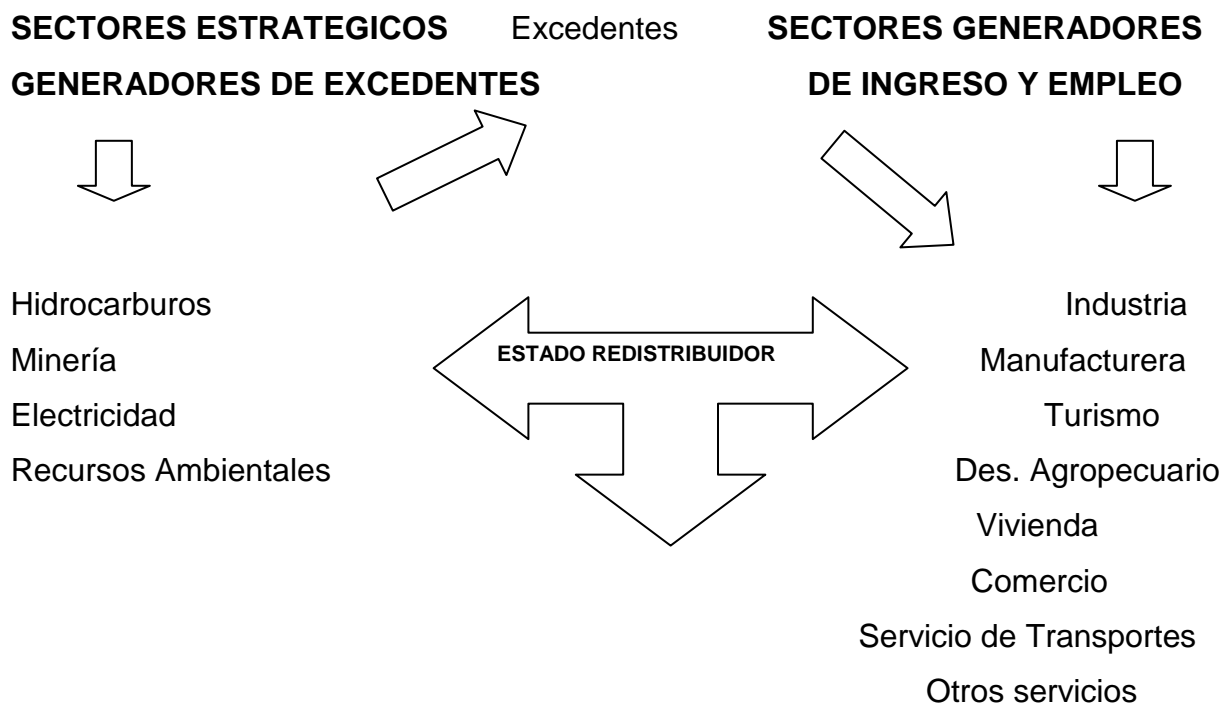 SECTORES ESTRATEGICOS Excedentes SECTORES GENERADORES
GENERADORES DE EXCEDENTES DE INGRESO Y EMPLEO
Hidrocarburos Industria
Minería ESTADO REDISTRIBUIDOR Manufacturera
Electricidad Turismo
Recursos Ambientales Des. Agropecuario
Vivienda
Comercio
Servicio de Transportes
Otros servicios